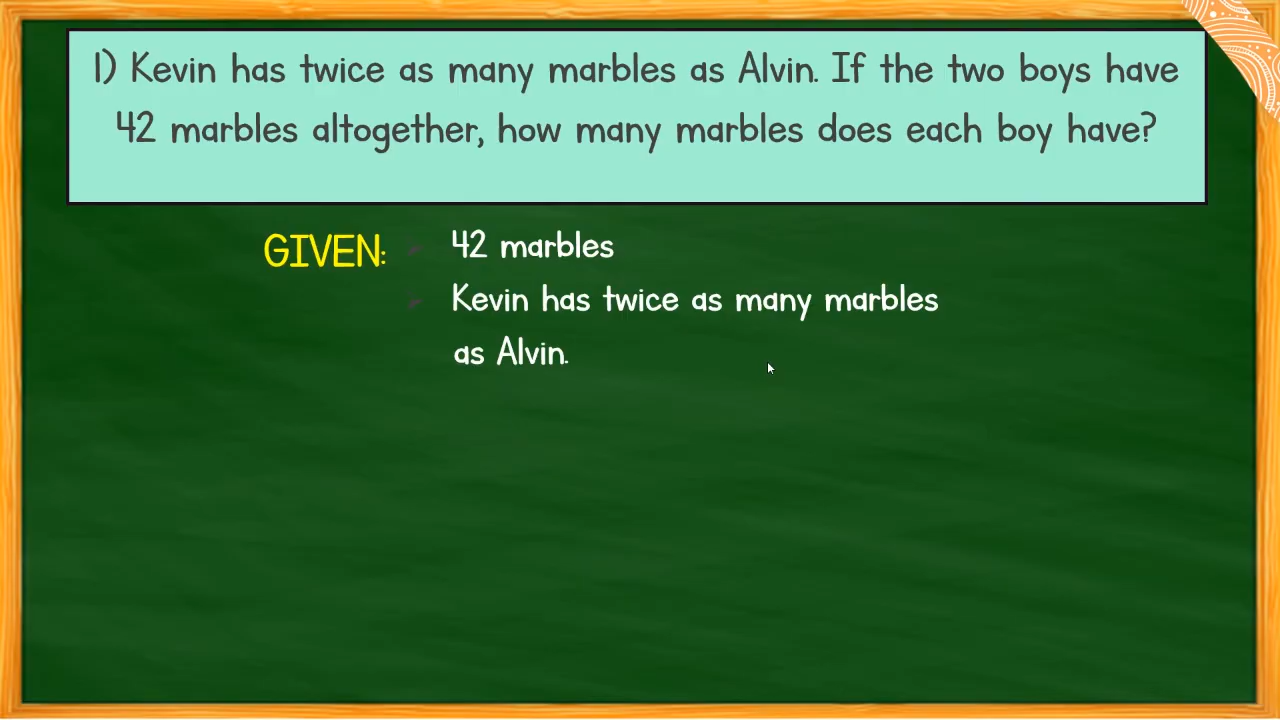 1) Kevin has twice as many marbles as Alvin. If the two boys have
42 marbles altogether, how many marbles does each boy have?
GIVEN:
42 marbles
Kevin has twice as many marbles
as Alvin.